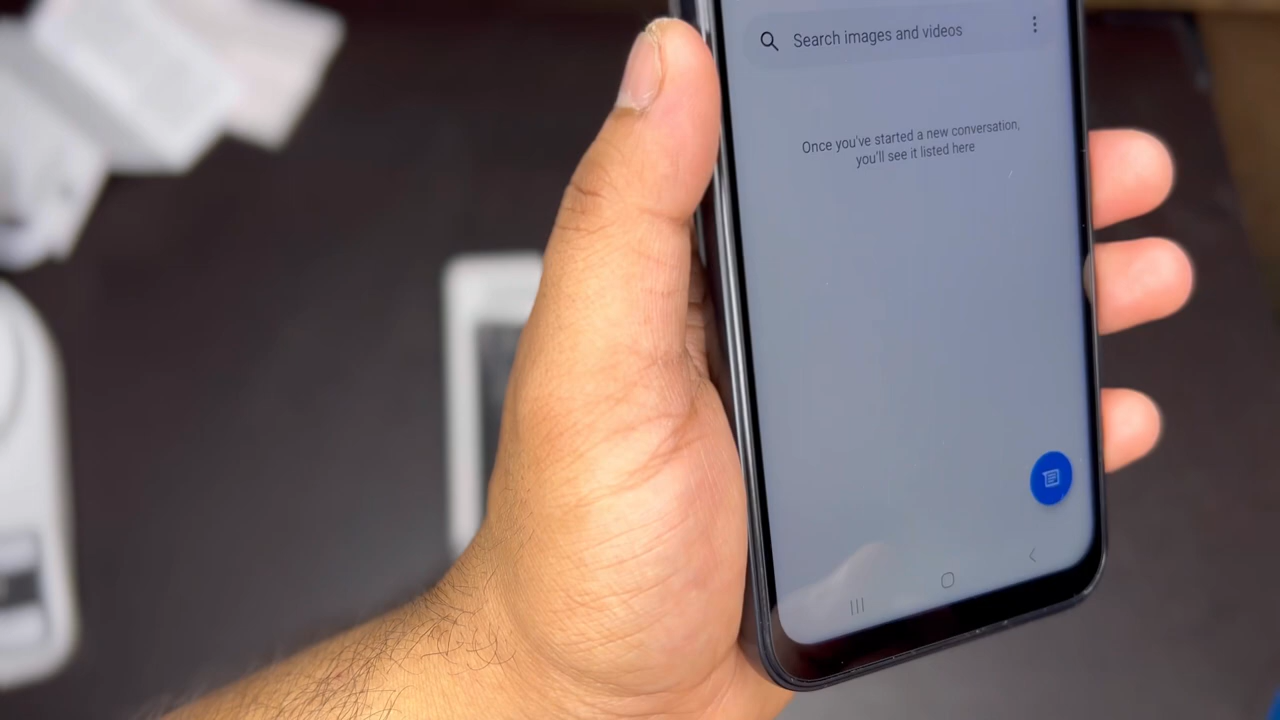 Search images and videos
Once you've started a new conversation,
you'll see it listed here